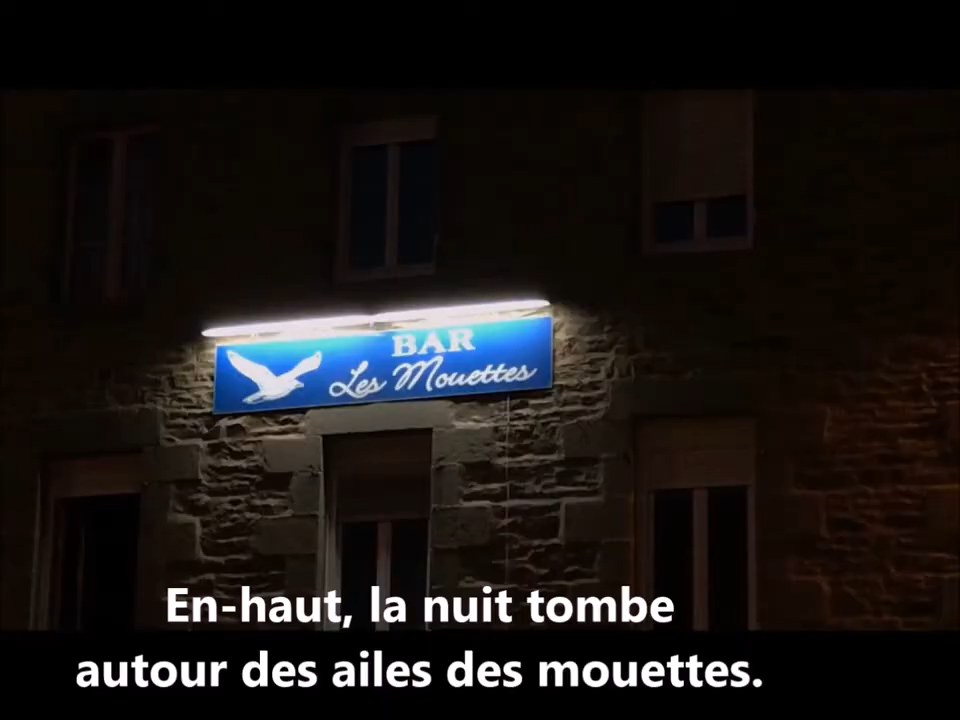 BAR
Les Mouettes
En-haut, la nuit tombe
autour des ailes des mouettes.